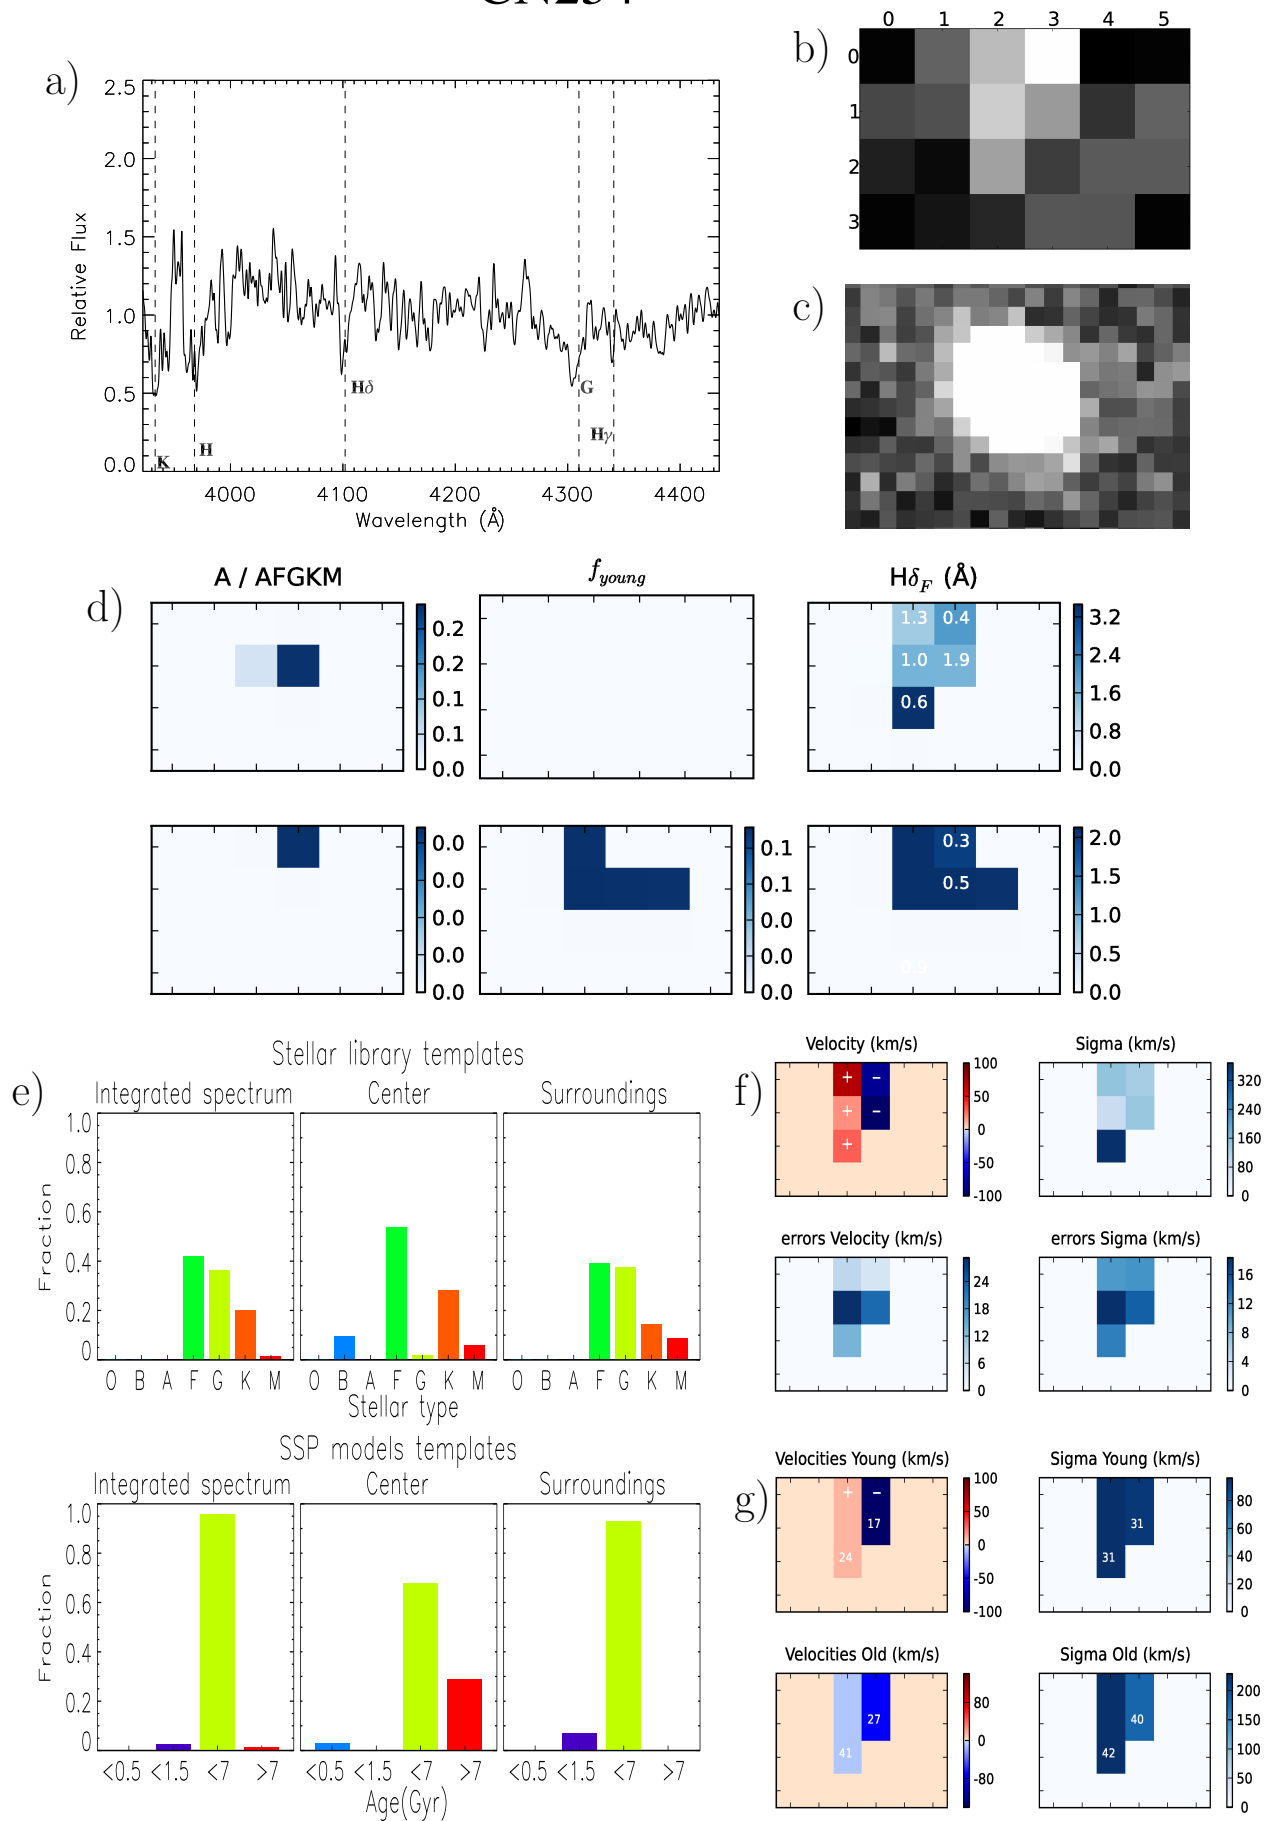 a)
2.5
2.0
1.5
1.0
0.5
0.0
Relative Flux
K
H
Hδ
G
Hγ
4000 4100 4200 4300 4400
Wavelength (Å)
b)
0 1 2 3 4 5
0
1
2
3
c)
d)
A / AFGKM
0.2
0.2
0.1
0.1
0.0
f_young
Hδ_F (Å)
1.3 0.4
1.0 1.9
0.6
3.2
2.4
1.6
0.8
0.0
0.0
0.0
0.0
0.0
0.0
0.1
0.1
0.0
0.0
0.0
0.3
0.5
0.9
2.0
1.5
1.0
0.5
0.0
e)
Stellar library templates
Integrated spectrum Center Surroundings
1.0
0.8
0.6
0.4
0.2
0
Fraction
O B A F G K M O B A F G K M O B A F G K M
Stellar type
SSP models templates
Integrated spectrum Center Surroundings
1.0
0.8
0.6
0.4
0.2
0
Fraction
<0.5 <1.5 <7 >7 <0.5 <1.5 <7 >7 <0.5 <1.5 <7 >7
Age(Gyr)
f)
Velocity (km/s)
+ −
+ −
+
100
50
0
-50
-100
Sigma (km/s)
320
240
160
80
0
errors Velocity (km/s)
24
18
12
6
0
errors Sigma (km/s)
16
12
8
4
0
g)
Velocities Young (km/s)
+ −
17
24
100
50
0
-50
-100
Sigma Young (km/s)
31
31
80
60
40
20
0
Velocities Old (km/s)
27
41
80
0
-80
Sigma Old (km/s)
40
42
200
150
100
50
0